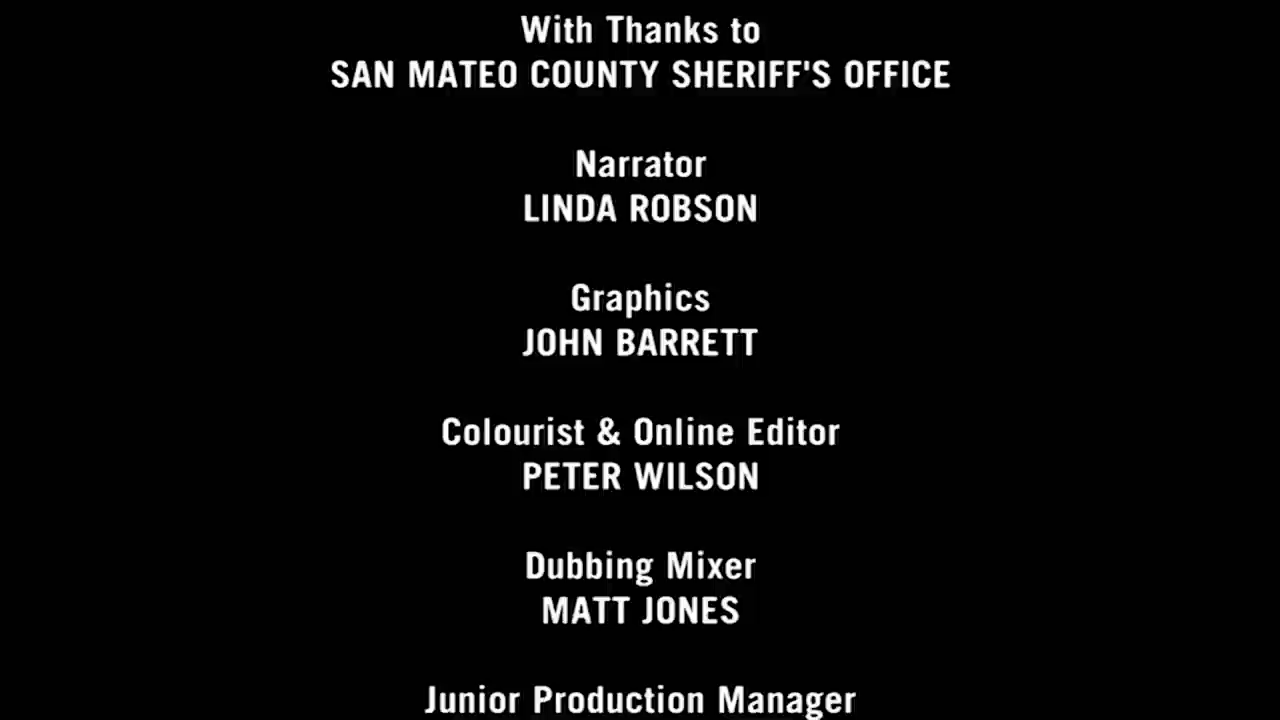 With Thanks to
SAN MATEO COUNTY SHERIFF'S OFFICE
Narrator
LINDA ROBSON
Graphics
JOHN BARRETT
Colourist & Online Editor
PETER WILSON
Dubbing Mixer
MATT JONES
Junior Production Manager